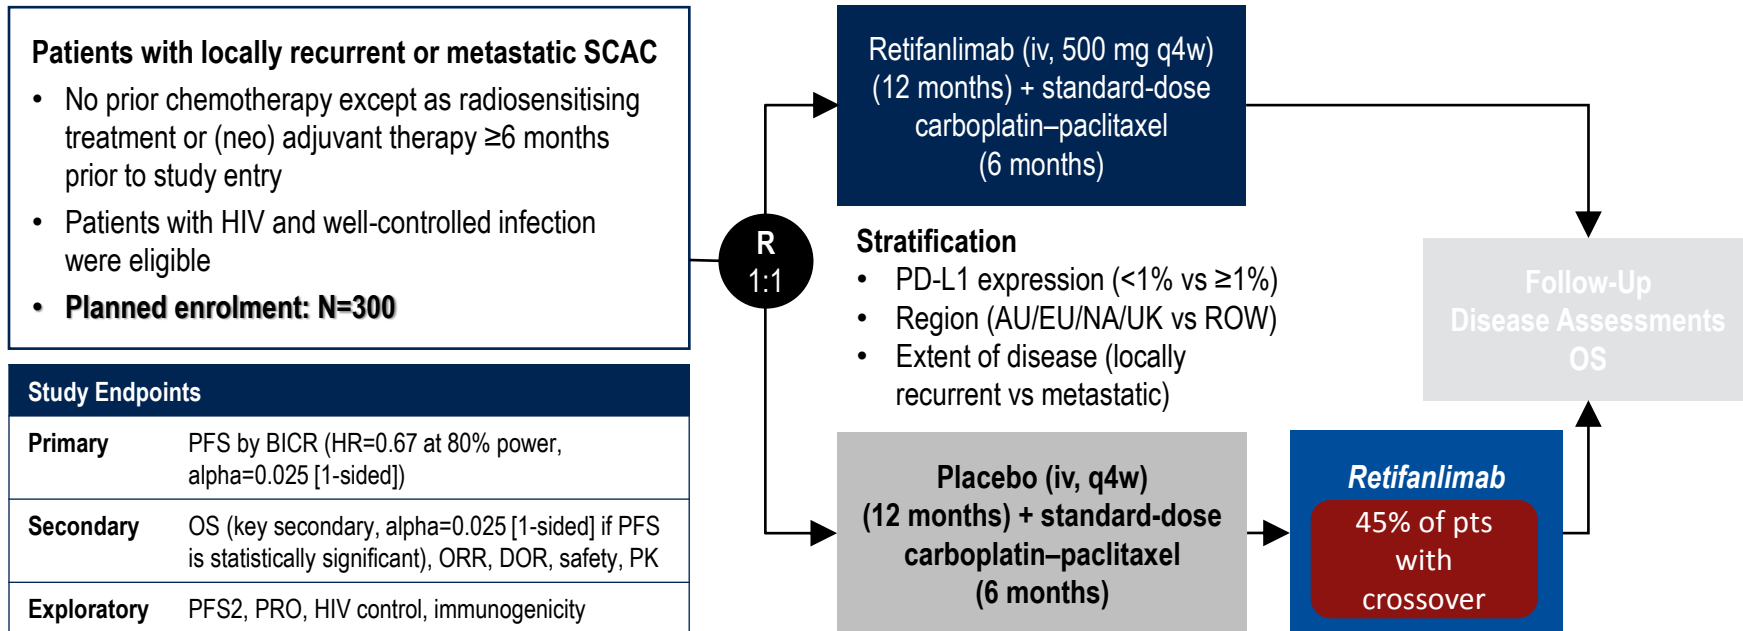 Patients with locally recurrent or metastatic SCAC
• No prior chemotherapy except as radiosensitising
treatment or (neo) adjuvant therapy ≥6 months
prior to study entry
• Patients with HIV and well-controlled infection
were eligible
• Planned enrolment: N=300
Study Endpoints
Primary PFS by BICR (HR=0.67 at 80% power,
alpha=0.025 [1-sided])
Secondary OS (key secondary, alpha=0.025 [1-sided] if PFS
is statistically significant), ORR, DOR, safety, PK
Exploratory PFS2, PRO, HIV control, immunogenicity
R
1:1
Retifanlimab (iv, 500 mg q4w)
(12 months) + standard-dose
carboplatin–paclitaxel
(6 months)
Stratification
• PD-L1 expression (<1% vs ≥1%)
• Region (AU/EU/NA/UK vs ROW)
• Extent of disease (locally
recurrent vs metastatic)
Placebo (iv, q4w)
(12 months) + standard-dose
carboplatin–paclitaxel
(6 months)
Retifanlimab
45% of pts
with
crossover
Follow-Up
Disease Assessments
OS